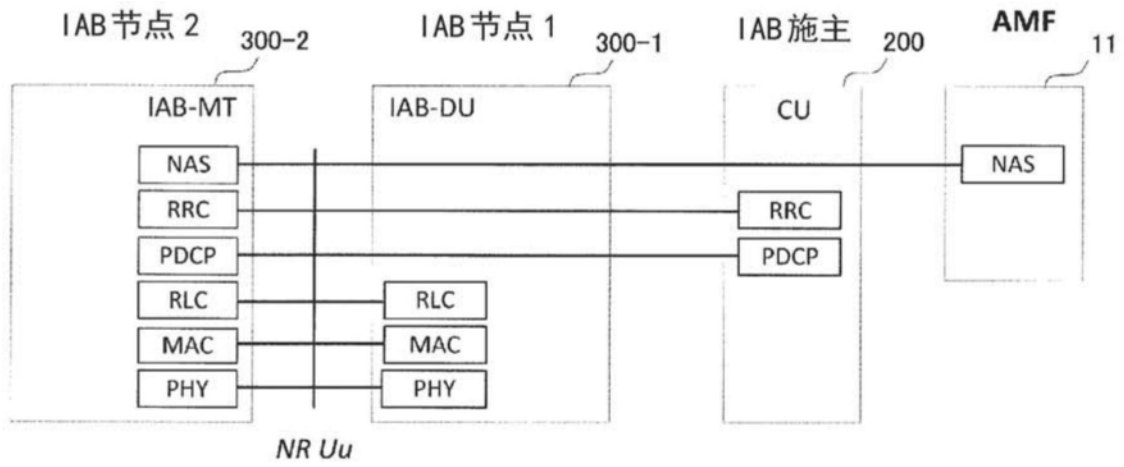 IAB节点2 IAB节点1 IAB施主 AMF
300-2 300-1 200 11
IAB-MT IAB-DU CU
NAS NAS
RRC RRC
PDCP PDCP
RLC RLC
MAC MAC
PHY PHY
NR Uu